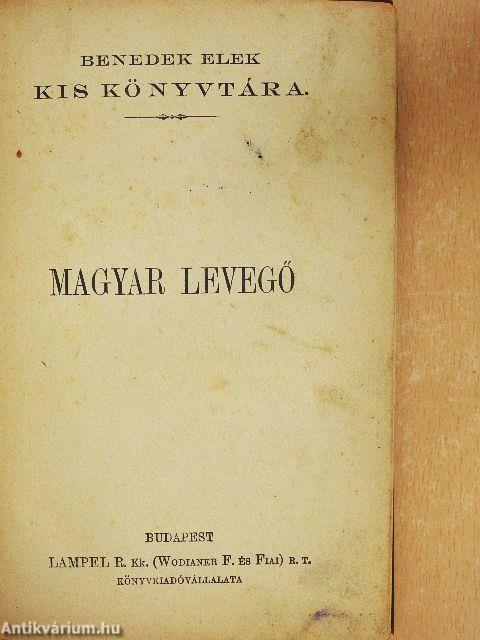 BENEDEK ELEK
KIS KÖNYVTÁRA.
MAGYAR LEVEGŐ
BUDAPEST
LAMPEL R. KK. (WODIANER F. ÉS FIAI) R. T.
KÖNYVKIADÓVÁLLALATA
Antikvárium.hu